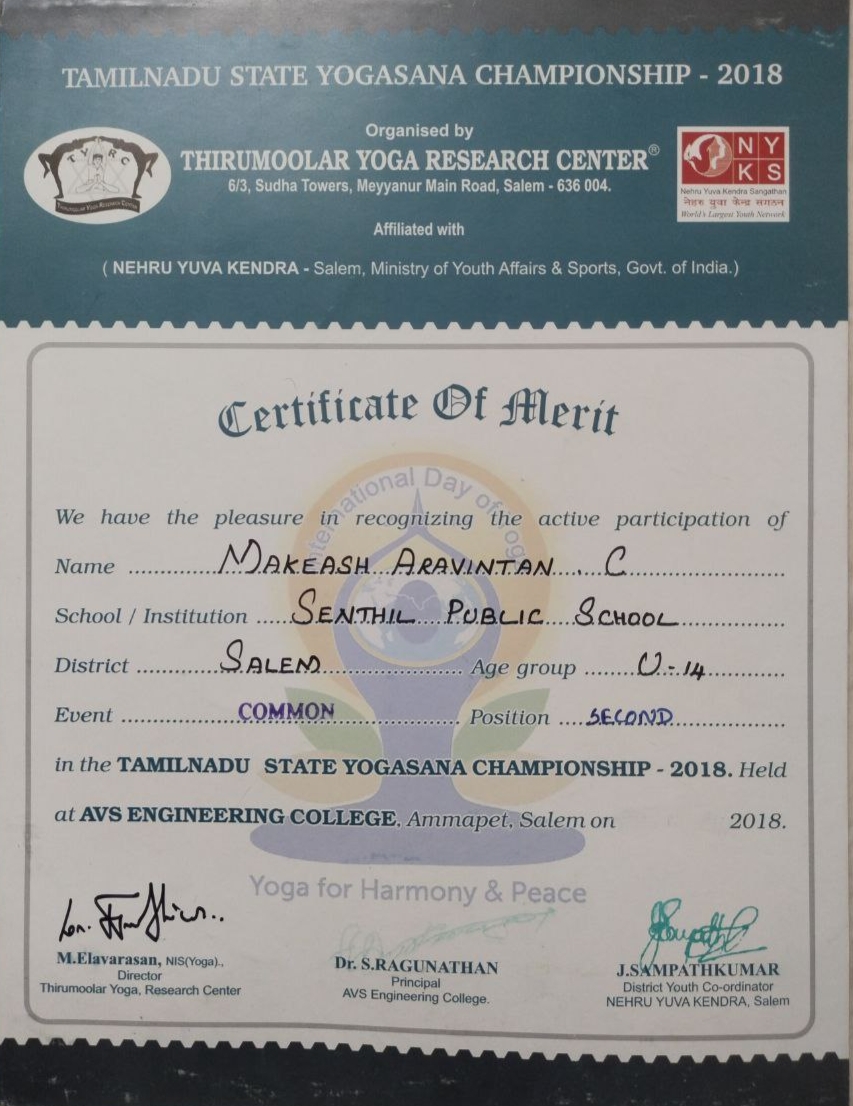 TAMILNADU STATE YOGASANA CHAMPIONSHIP - 2018
Organised by
TYRC
THIRUMOOLAR YOGA RESEARCH CENTER
THIRUMOOLAR YOGA RESEARCH CENTER®
6/3, Sudha Towers, Meyyanur Main Road, Salem - 636 004.
NY
KS
Nehru Yuva Kendra Sangathan
नेहरू युवा केन्द्र संगठन
World's Largest Youth Network
Affiliated with
( NEHRU YUVA KENDRA - Salem, Ministry of Youth Affairs & Sports, Govt. of India.)
Certificate Of Merit
International Day of Yoga
We have the pleasure in recognizing the active participation of
Name MAKEASH ARAVINTAN . C
School / Institution SENTHIL PUBLIC SCHOOL
District SALEM Age group U-14
Event COMMON Position SECOND
in the TAMILNADU STATE YOGASANA CHAMPIONSHIP - 2018. Held
at AVS ENGINEERING COLLEGE, Ammapet, Salem on 2018.
Yoga for Harmony & Peace
M.Elavarasan, NIS(Yoga).,
Director
Thirumoolar Yoga, Research Center
Dr. S.RAGUNATHAN
Principal
AVS Engineering College.
J.SAMPATHKUMAR
District Youth Co-ordinator
NEHRU YUVA KENDRA, Salem